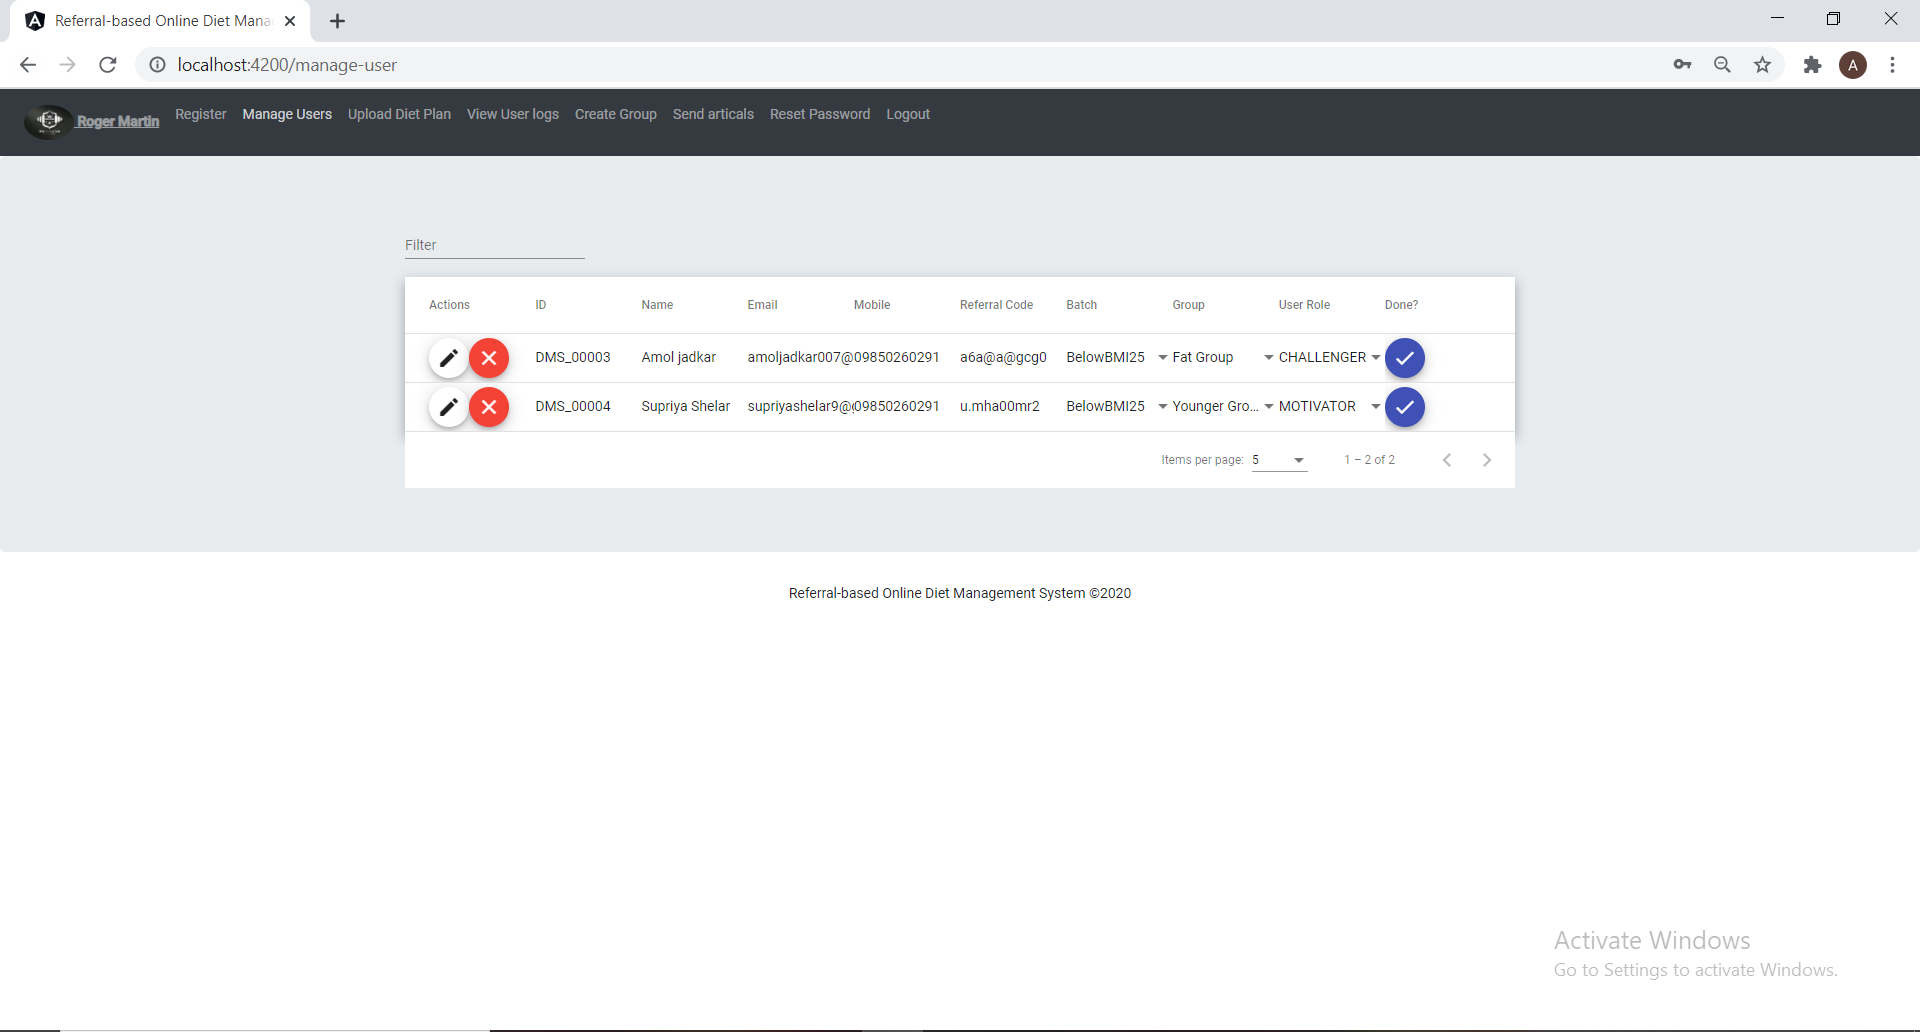 Referral-based Online Diet Mana
localhost:4200/manage-user
A
Roger Martin Register Manage Users Upload Diet Plan View User logs Create Group Send articals Reset Password Logout
Filter
Actions ID Name Email Mobile Referral Code Batch Group User Role Done?
DMS_00003 Amol jadkar amoljadkar007@09850260291 a6a@a@gcg0 BelowBMI25 Fat Group CHALLENGER
DMS_00004 Supriya Shelar supriyashelar9@09850260291 u.mha00mr2 BelowBMI25 Younger Gro... MOTIVATOR
Items per page: 5 1 – 2 of 2
Referral-based Online Diet Management System ©2020
Activate Windows
Go to Settings to activate Windows.